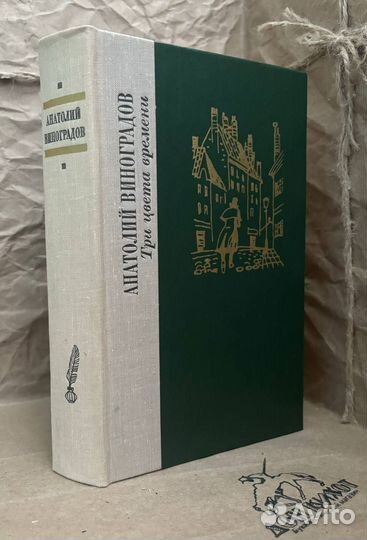 АНАТОЛИЙ
ВИНОГРАДОВ
АНАТОЛИЙ ВИНОГРАДОВ
Три цвета времени
Avito